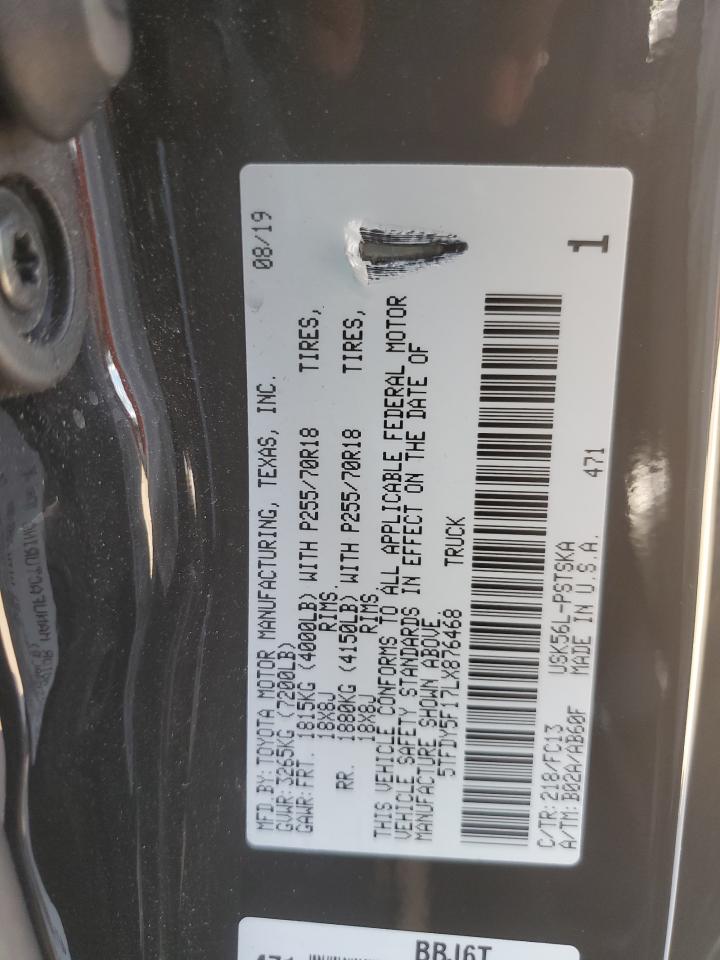 MFD.BY:TOYOTA MOTOR MANUFACTURING, TEXAS, INC. 08/19
GVWR:3265KG (7200LB)
GAWR:FRT. 1815KG (4000LB) WITH P255/70R18 TIRES,
18X8J RIMS.
RR. 1880KG (4150LB) WITH P255/70R18 TIRES,
18X8J RIMS.
THIS VEHICLE CONFORMS TO ALL APPLICABLE FEDERAL MOTOR
VEHICLE SAFETY STANDARDS IN EFFECT ON THE DATE OF
MANUFACTURE SHOWN ABOVE.
5TFDY5F17LX876468 TRUCK
C/TR:218/FC13 USK56L-PSTSKA 471
A/TM:B02A/AB60F MADE IN U.S.A. 1